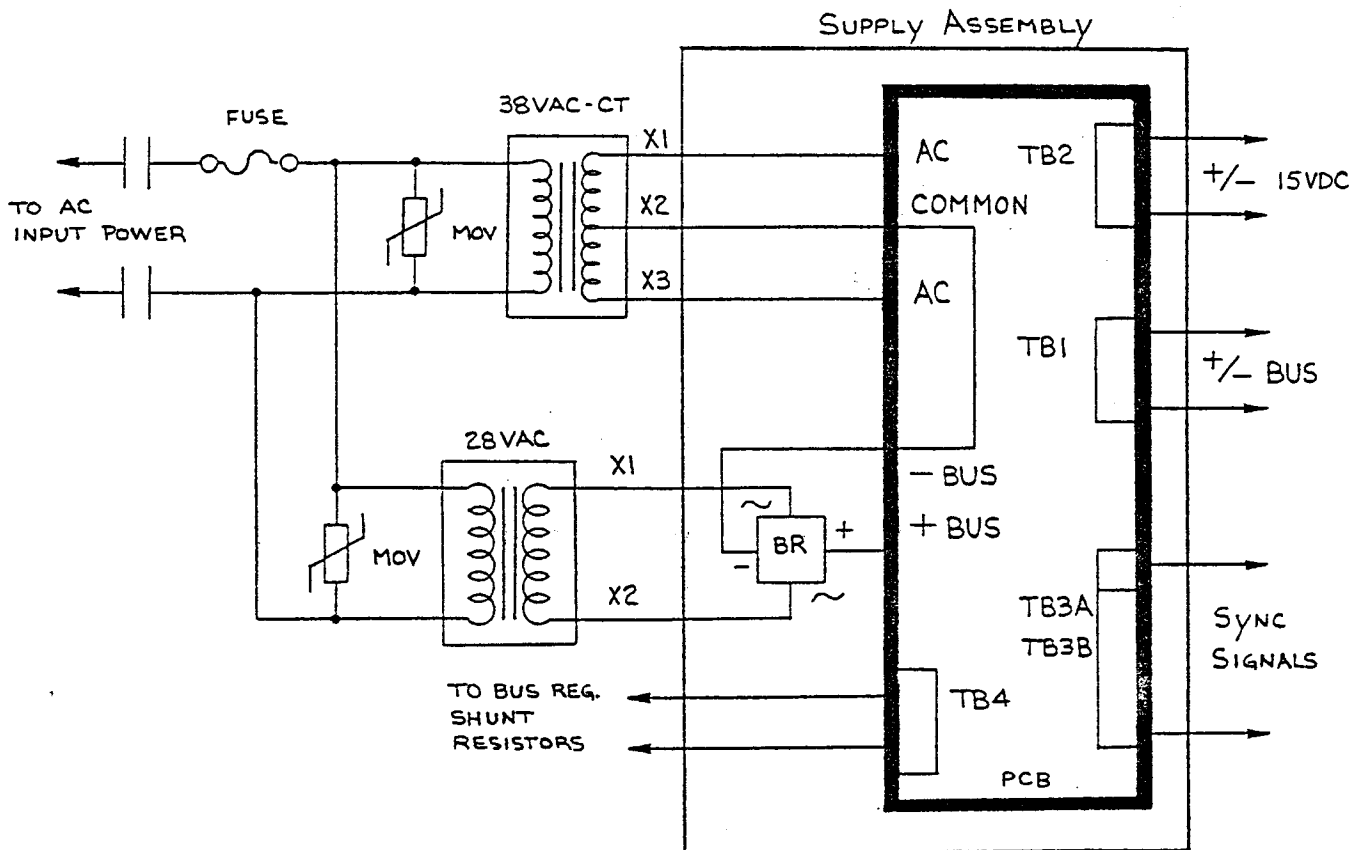 SUPPLY ASSEMBLY
38VAC-CT
FUSE
X1
AC
TB2
+/- 15VDC
TO AC
INPUT POWER
MOV
X2
COMMON
X3
AC
TB1
+/- BUS
28VAC
X1
- BUS
~
+ BUS
BR
+
-
MOV
X2
~
TB3A
TB3B
SYNC
SIGNALS
TO BUS REG.
SHUNT
RESISTORS
TB4
PCB